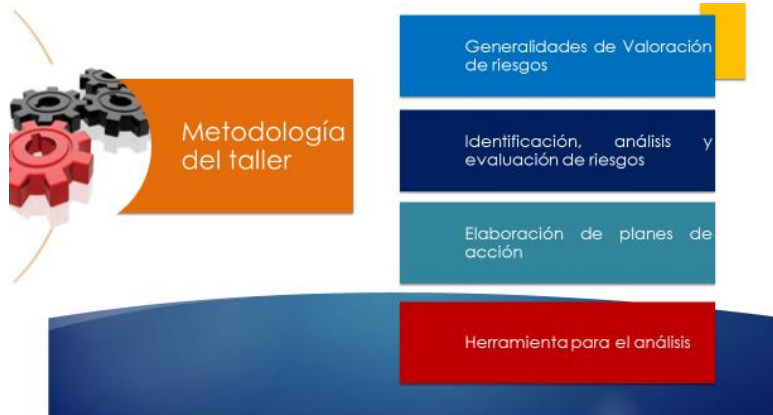 Metodología
del taller
Generalidades de Valoración
de riesgos
Identificación, análisis y
evaluación de riesgos
Elaboración de planes de
acción
Herramienta para el análisis